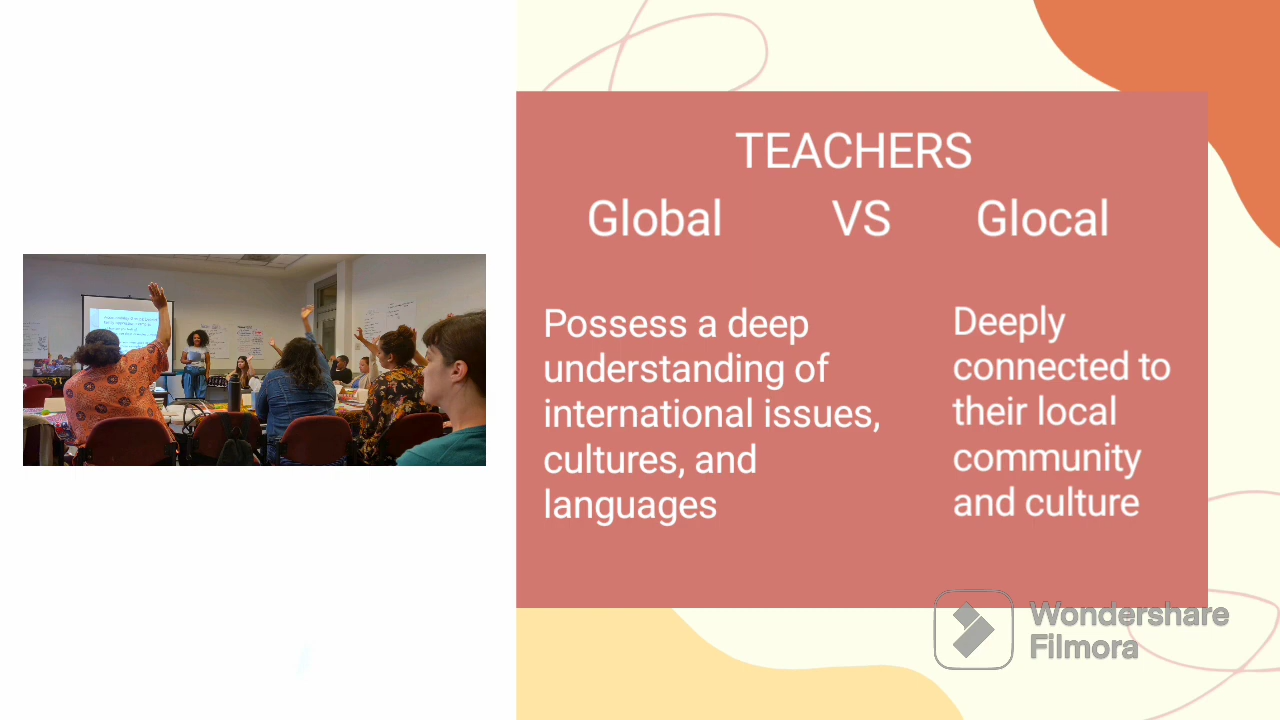 TEACHERS
Global VS Glocal
Possess a deep
understanding of
international issues,
cultures, and
languages
Deeply
connected to
their local
community
and culture
Wondershare
Filmora